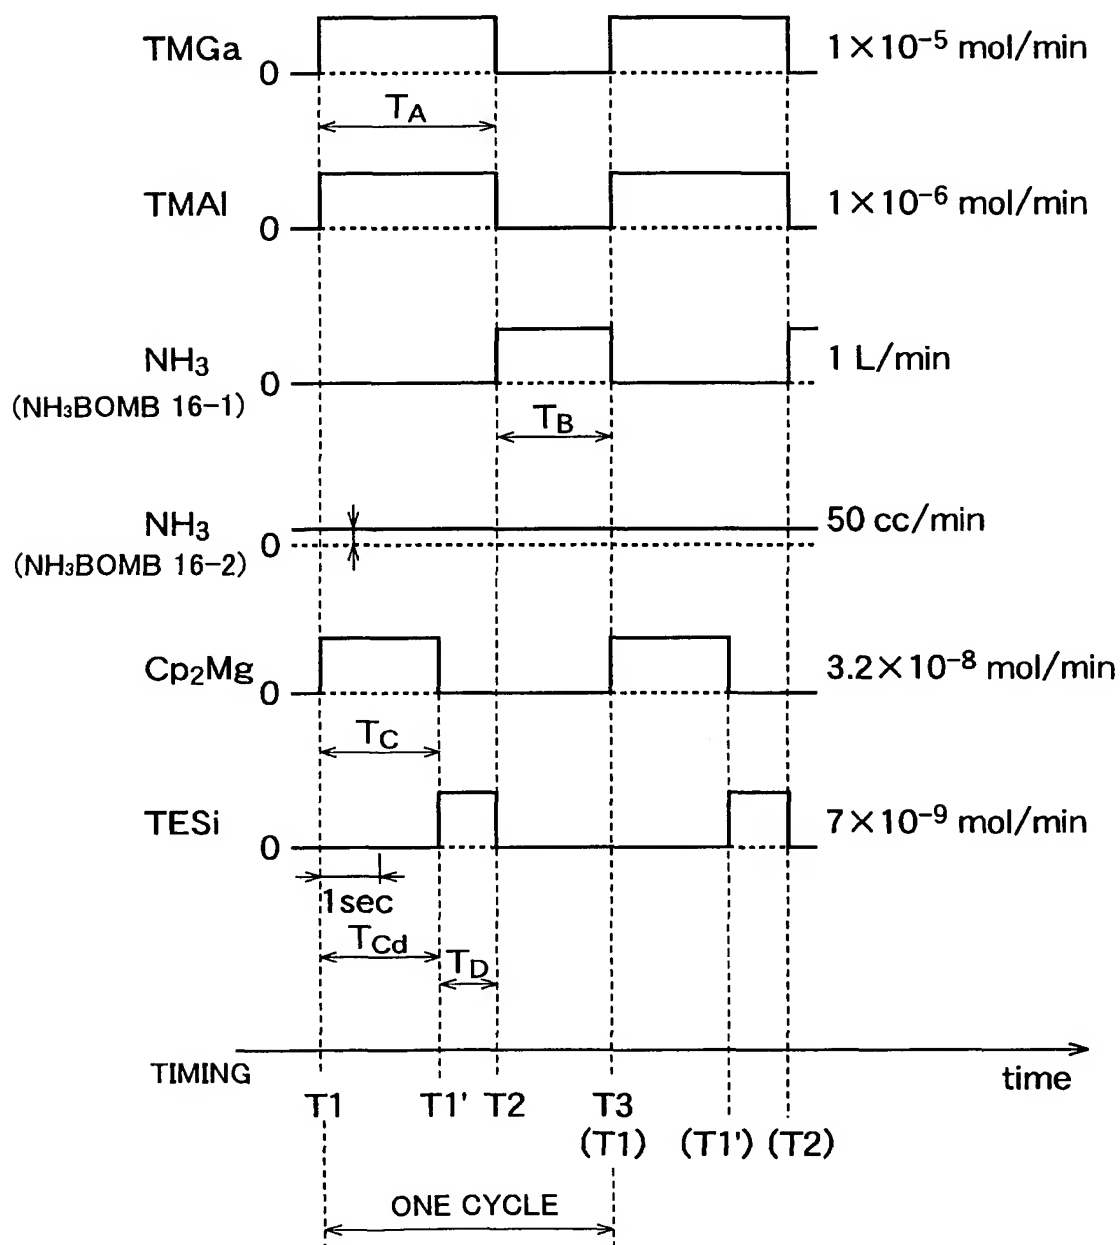 TMGa 0 1×10⁻⁵ mol/min
T_A
TMAl 0 1×10⁻⁶ mol/min
NH₃ 0 1 L/min
(NH₃BOMB 16-1)
T_B
NH₃ 0 50 cc/min
(NH₃BOMB 16-2)
Cp₂Mg 0 3.2×10⁻⁸ mol/min
T_C
TESi 0 7×10⁻⁹ mol/min
1sec
T_Cd
T_D
TIMING time
T1 T1' T2 T3
(T1) (T1') (T2)
ONE CYCLE